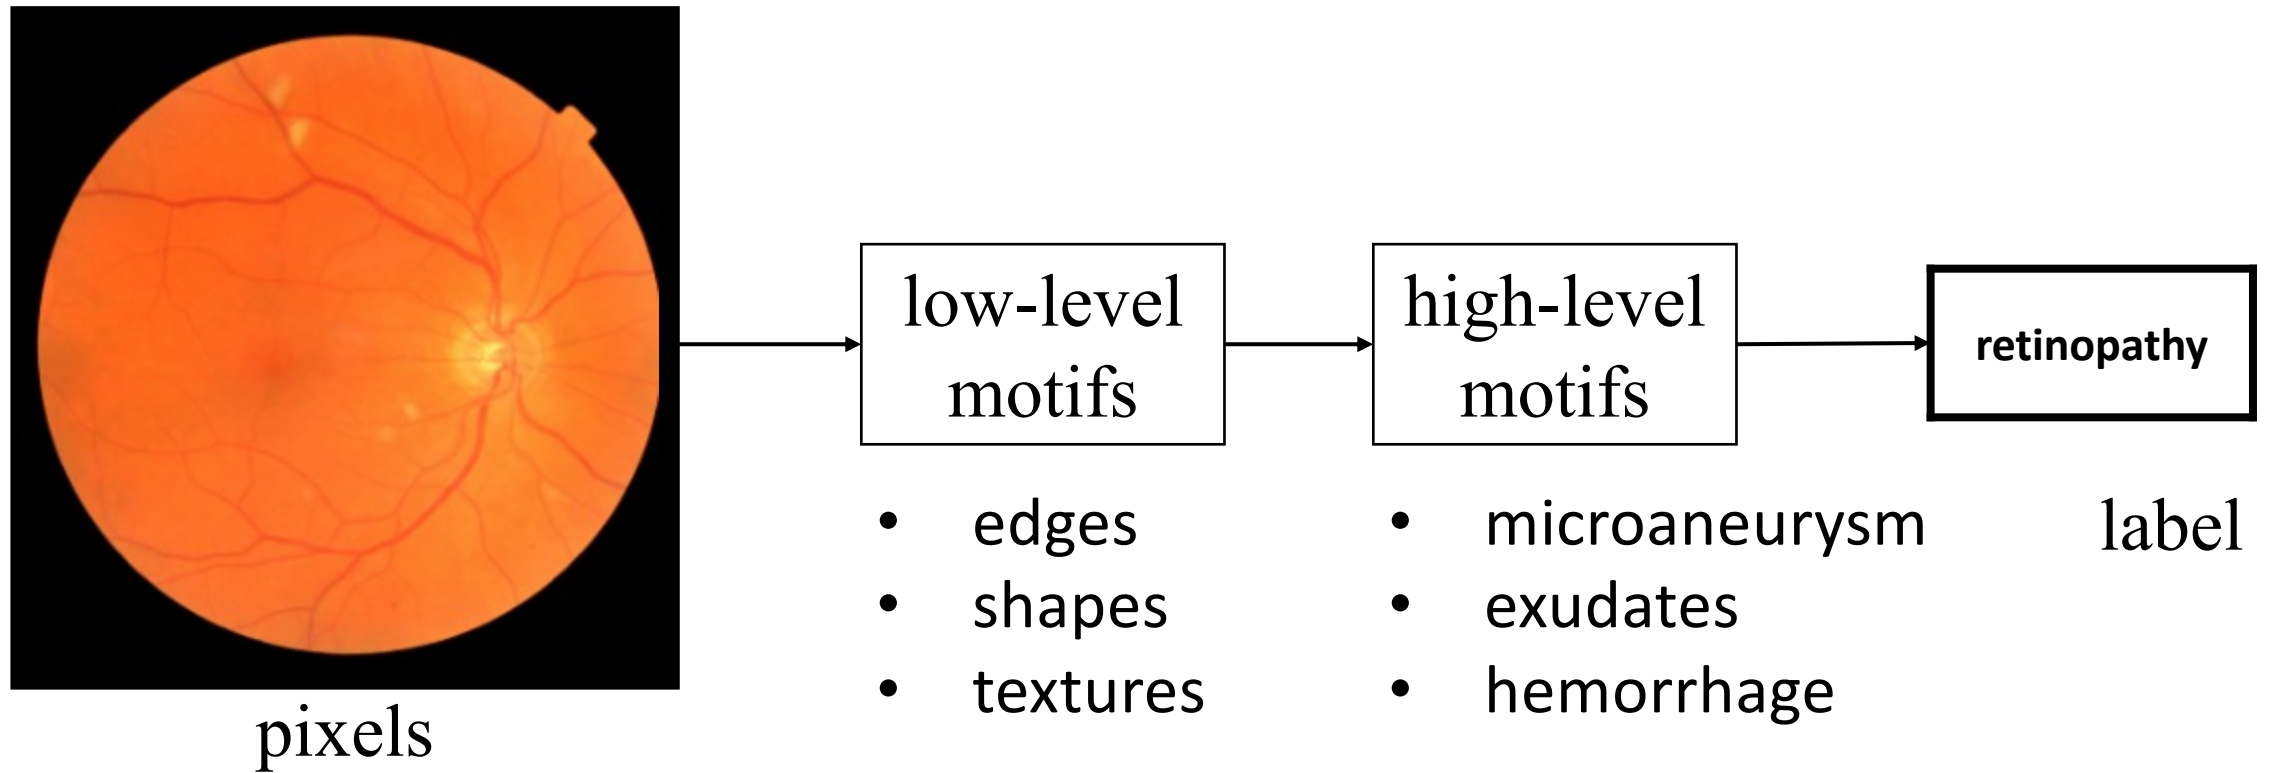 pixels
low-level
motifs
• edges
• shapes
• textures
high-level
motifs
• microaneurysm
• exudates
• hemorrhage
retinopathy
label